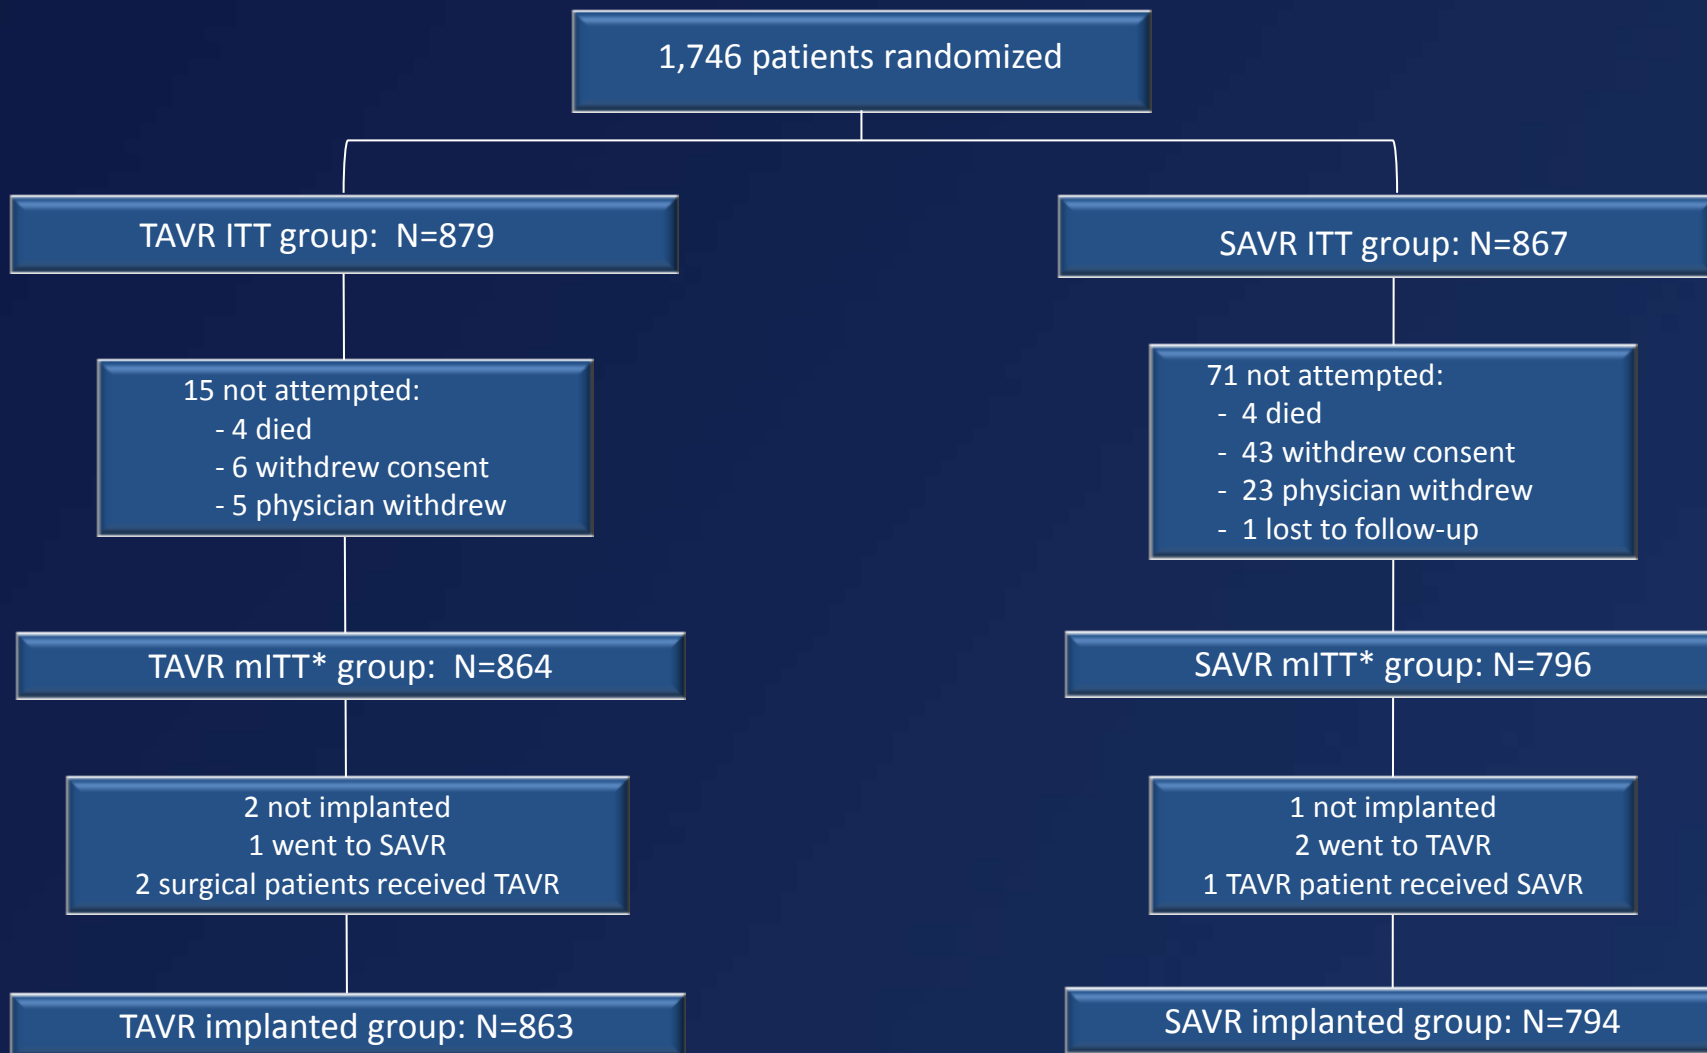 1,746 patients randomized
TAVR ITT group:  N=879
SAVR ITT group: N=867
15 not attempted:
- 4 died
- 6 withdrew consent
- 5 physician withdrew
71 not attempted:
- 4 died
- 43 withdrew consent
- 23 physician withdrew
- 1 lost to follow-up
TAVR mITT* group:  N=864
SAVR mITT* group: N=796
2 not implanted
1 went to SAVR
2 surgical patients received TAVR
1 not implanted
2 went to TAVR
1 TAVR patient received SAVR
TAVR implanted group: N=863
SAVR implanted group: N=794